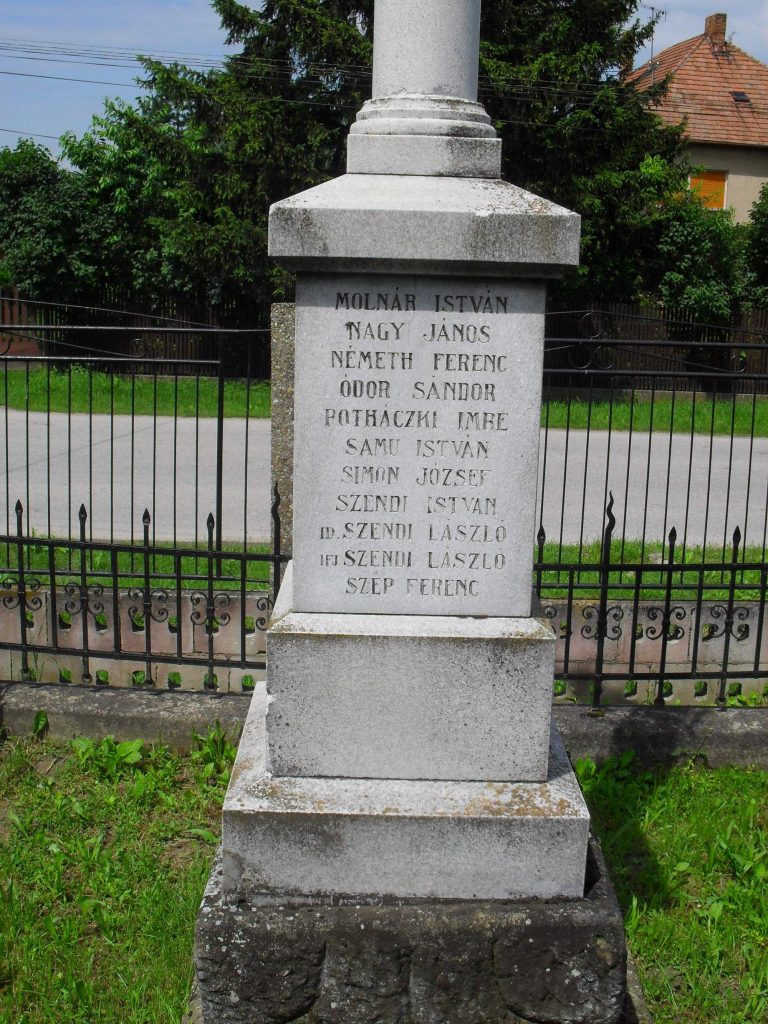 MOLNÁR ISTVÁN
NAGY JÁNOS
NÉMETH FERENC
ÓDOR SÁNDOR
POTHÁCZKI IMRE
SAMU ISTVÁN
SIMON JÓZSEF
SZENDI ISTVÁN
ID. SZENDI LÁSZLÓ
IFJ. SZENDI LÁSZLÓ
SZÉP FERENC